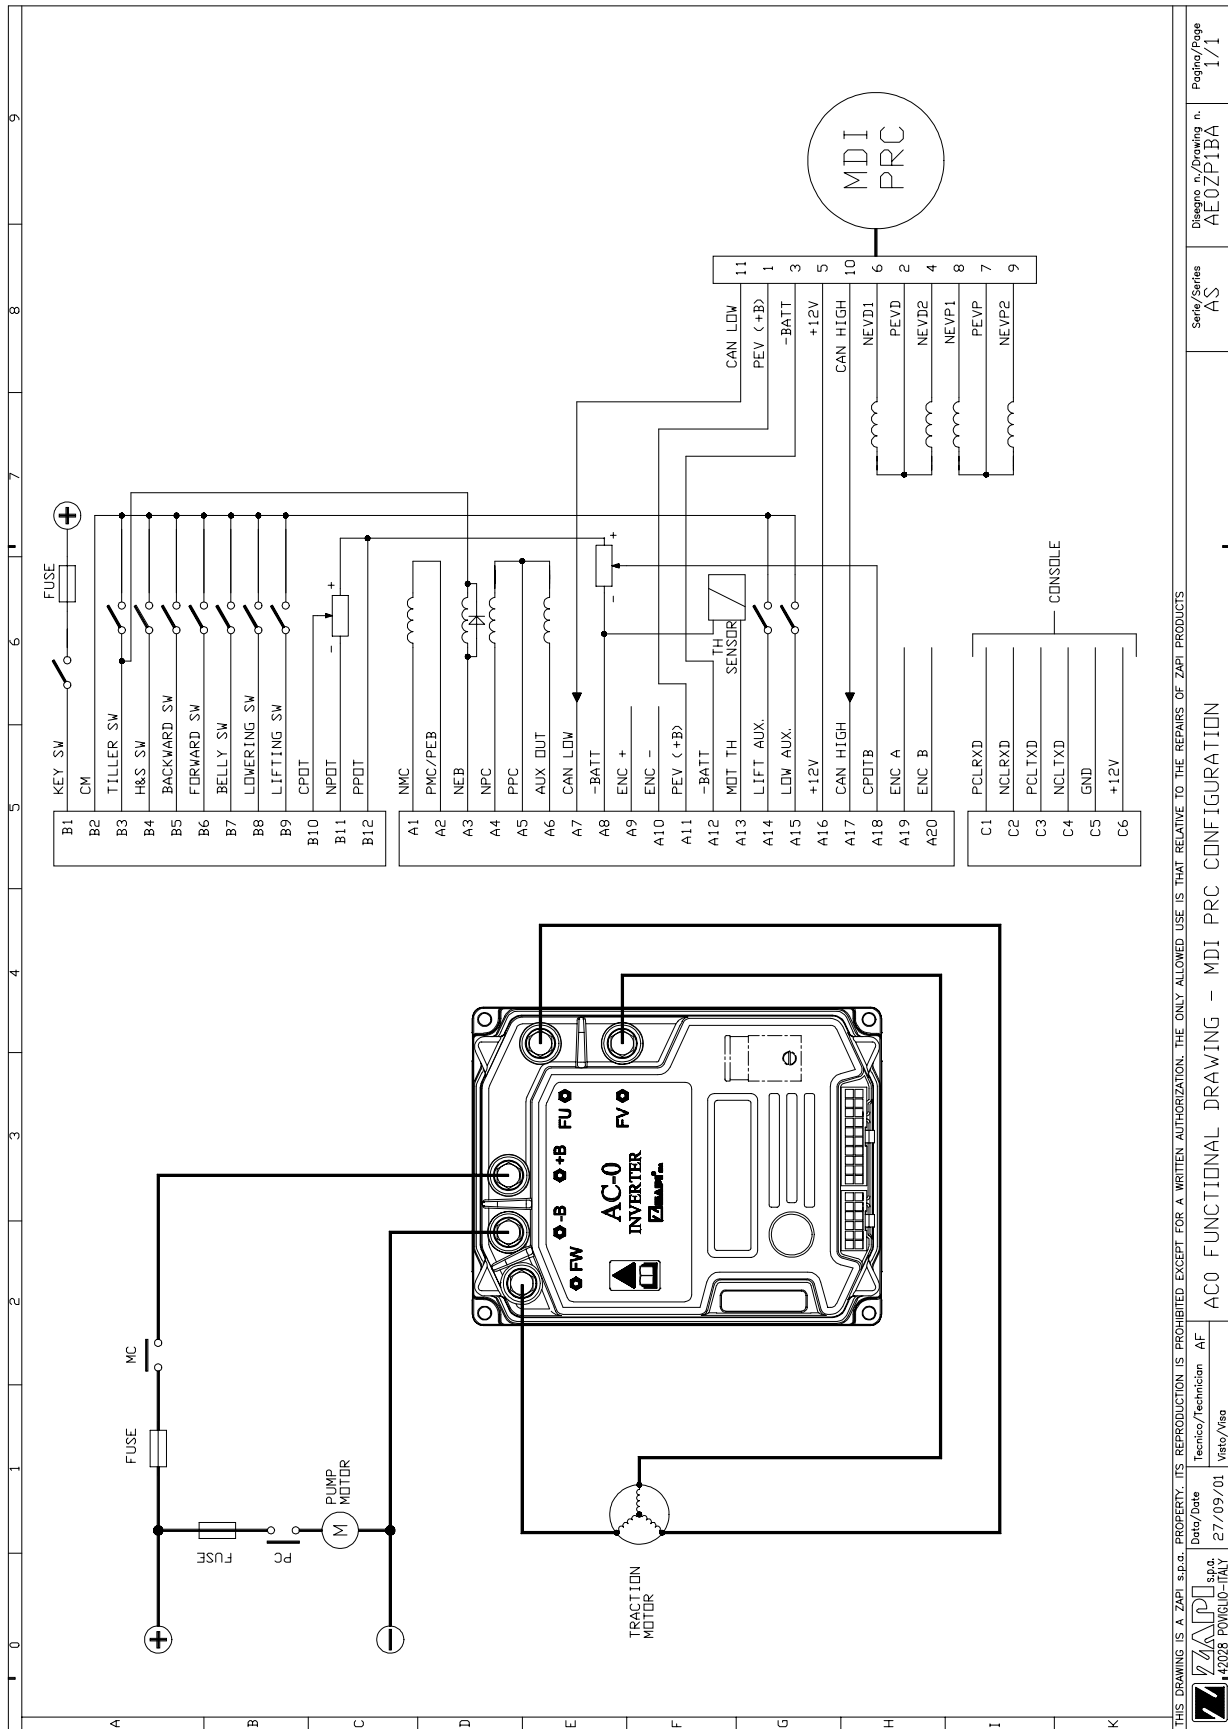 0 1 2 3 4 5 6 7 8 9
A
B
C
D
E
F
G
H
I
K
FUSE
MC
FUSE
PC
PUMP
MOTOR
M
+
−
TRACTION
MOTOR
FW
-B
+B
FU
FV
AC-0
INVERTER
ZAPI
B1 KEY SW
FUSE
+
B2 CM
B3 TILLER SW
B4 H&S SW
B5 BACKWARD SW
B6 FORWARD SW
B7 BELLY SW
B8 LOWERING SW
B9 LIFTING SW
B10 CPOT
B11 NPOT - +
B12 PPOT
A1 NMC
A2 PMC/PEB
A3 NEB
A4 NPC
A5 PPC
A6 AUX OUT
A7 CAN LOW
A8 -BATT - +
A9 ENC +
A10 ENC -
A11 PEV (+B)
A12 -BATT
A13 MOT TH
TH
SENSOR
A14 LIFT AUX.
A15 LOW AUX.
A16 +12V
A17 CAN HIGH
A18 CPOTB
A19 ENC A
A20 ENC B
C1 PCLRXD
C2 NCLRXD
C3 PCLTXD
C4 NCLTXD
C5 GND
C6 +12V
CONSOLE
CAN LOW 11
PEV (+B) 1
-BATT 3
+12V 5
CAN HIGH 10
NEVD1 6
PEVD 2
NEVD2 4
NEVP1 8
PEVP 7
NEVP2 9
MDI
PRC
THIS DRAWING IS A ZAPI s.p.a. PROPERTY. ITS REPRODUCTION IS PROHIBITED EXCEPT FOR A WRITTEN AUTHORIZATION. THE ONLY ALLOWED USE IS THAT RELATIVE TO THE REPAIRS OF ZAPI PRODUCTS
ZAPI s.p.a.
42028 POVIGLIO-ITALY
Data/Date
27/09/01
Tecnico/Technician AF
Visto/Visa
AC0 FUNCTIONAL DRAWING - MDI PRC CONFIGURATION
Serie/Series
AS
Disegno n./Drawing n.
AE0ZP1BA
Pagina/Page
1/1